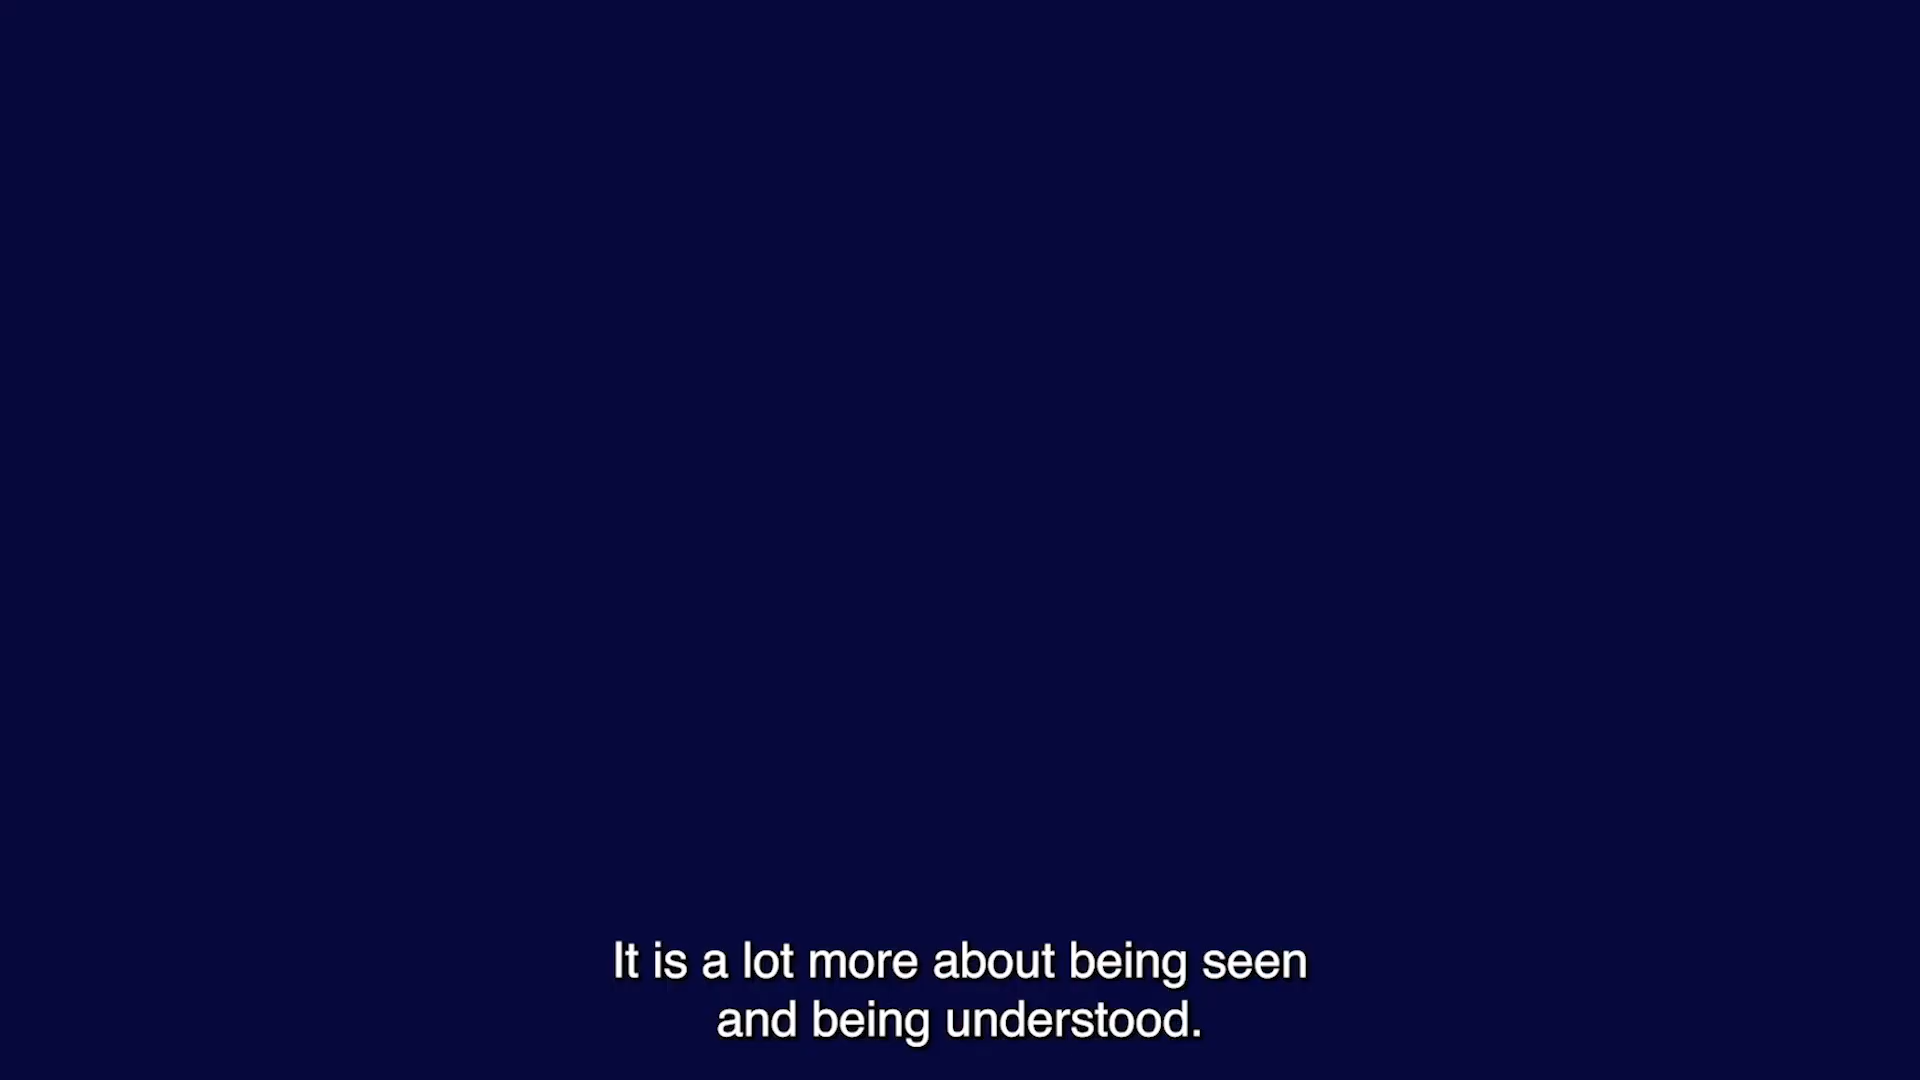 It is a lot more about being seen
and being understood.